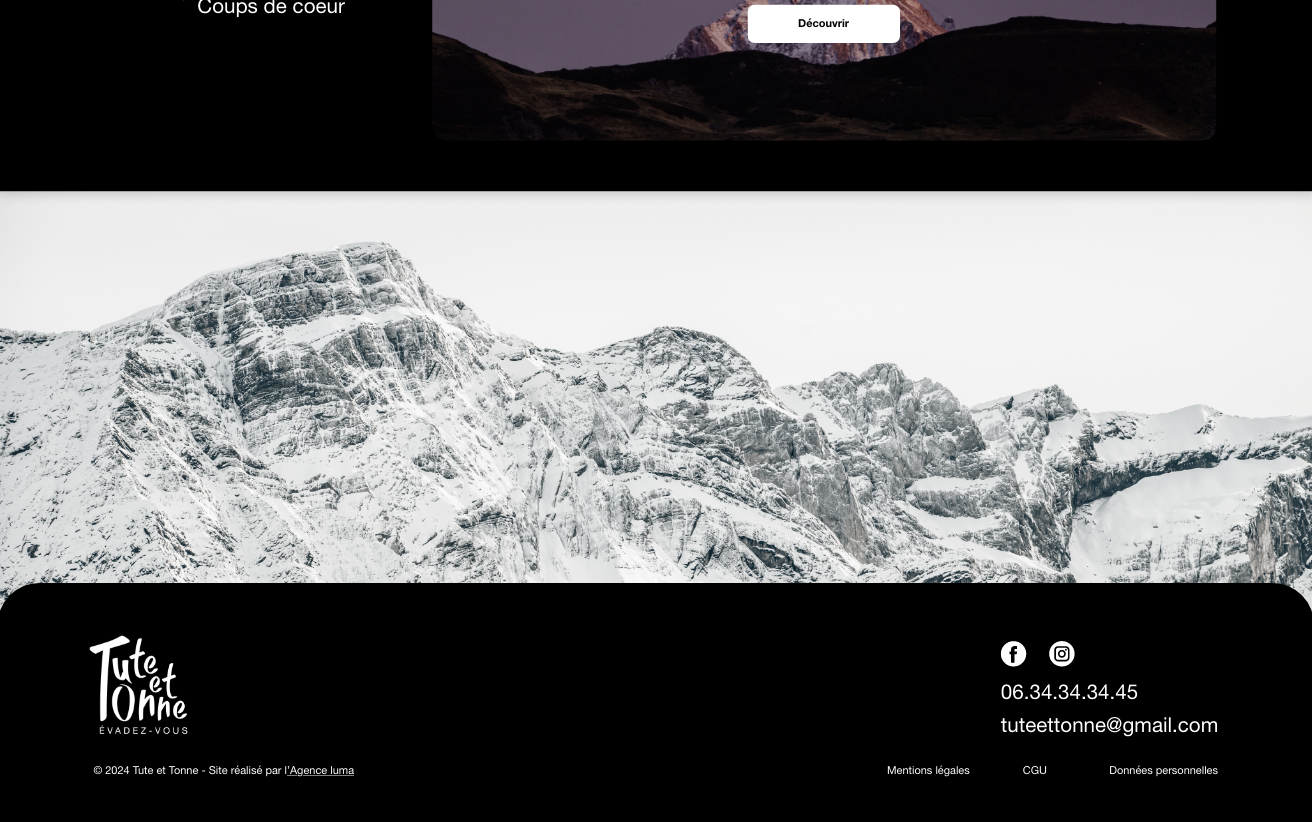 Coups de coeur
Découvrir
Tute
et
Onne
ÉVADEZ-VOUS
06.34.34.34.45
tuteettonne@gmail.com
© 2024 Tute et Tonne - Site réalisé par l'Agence luma
Mentions légales
CGU
Données personnelles